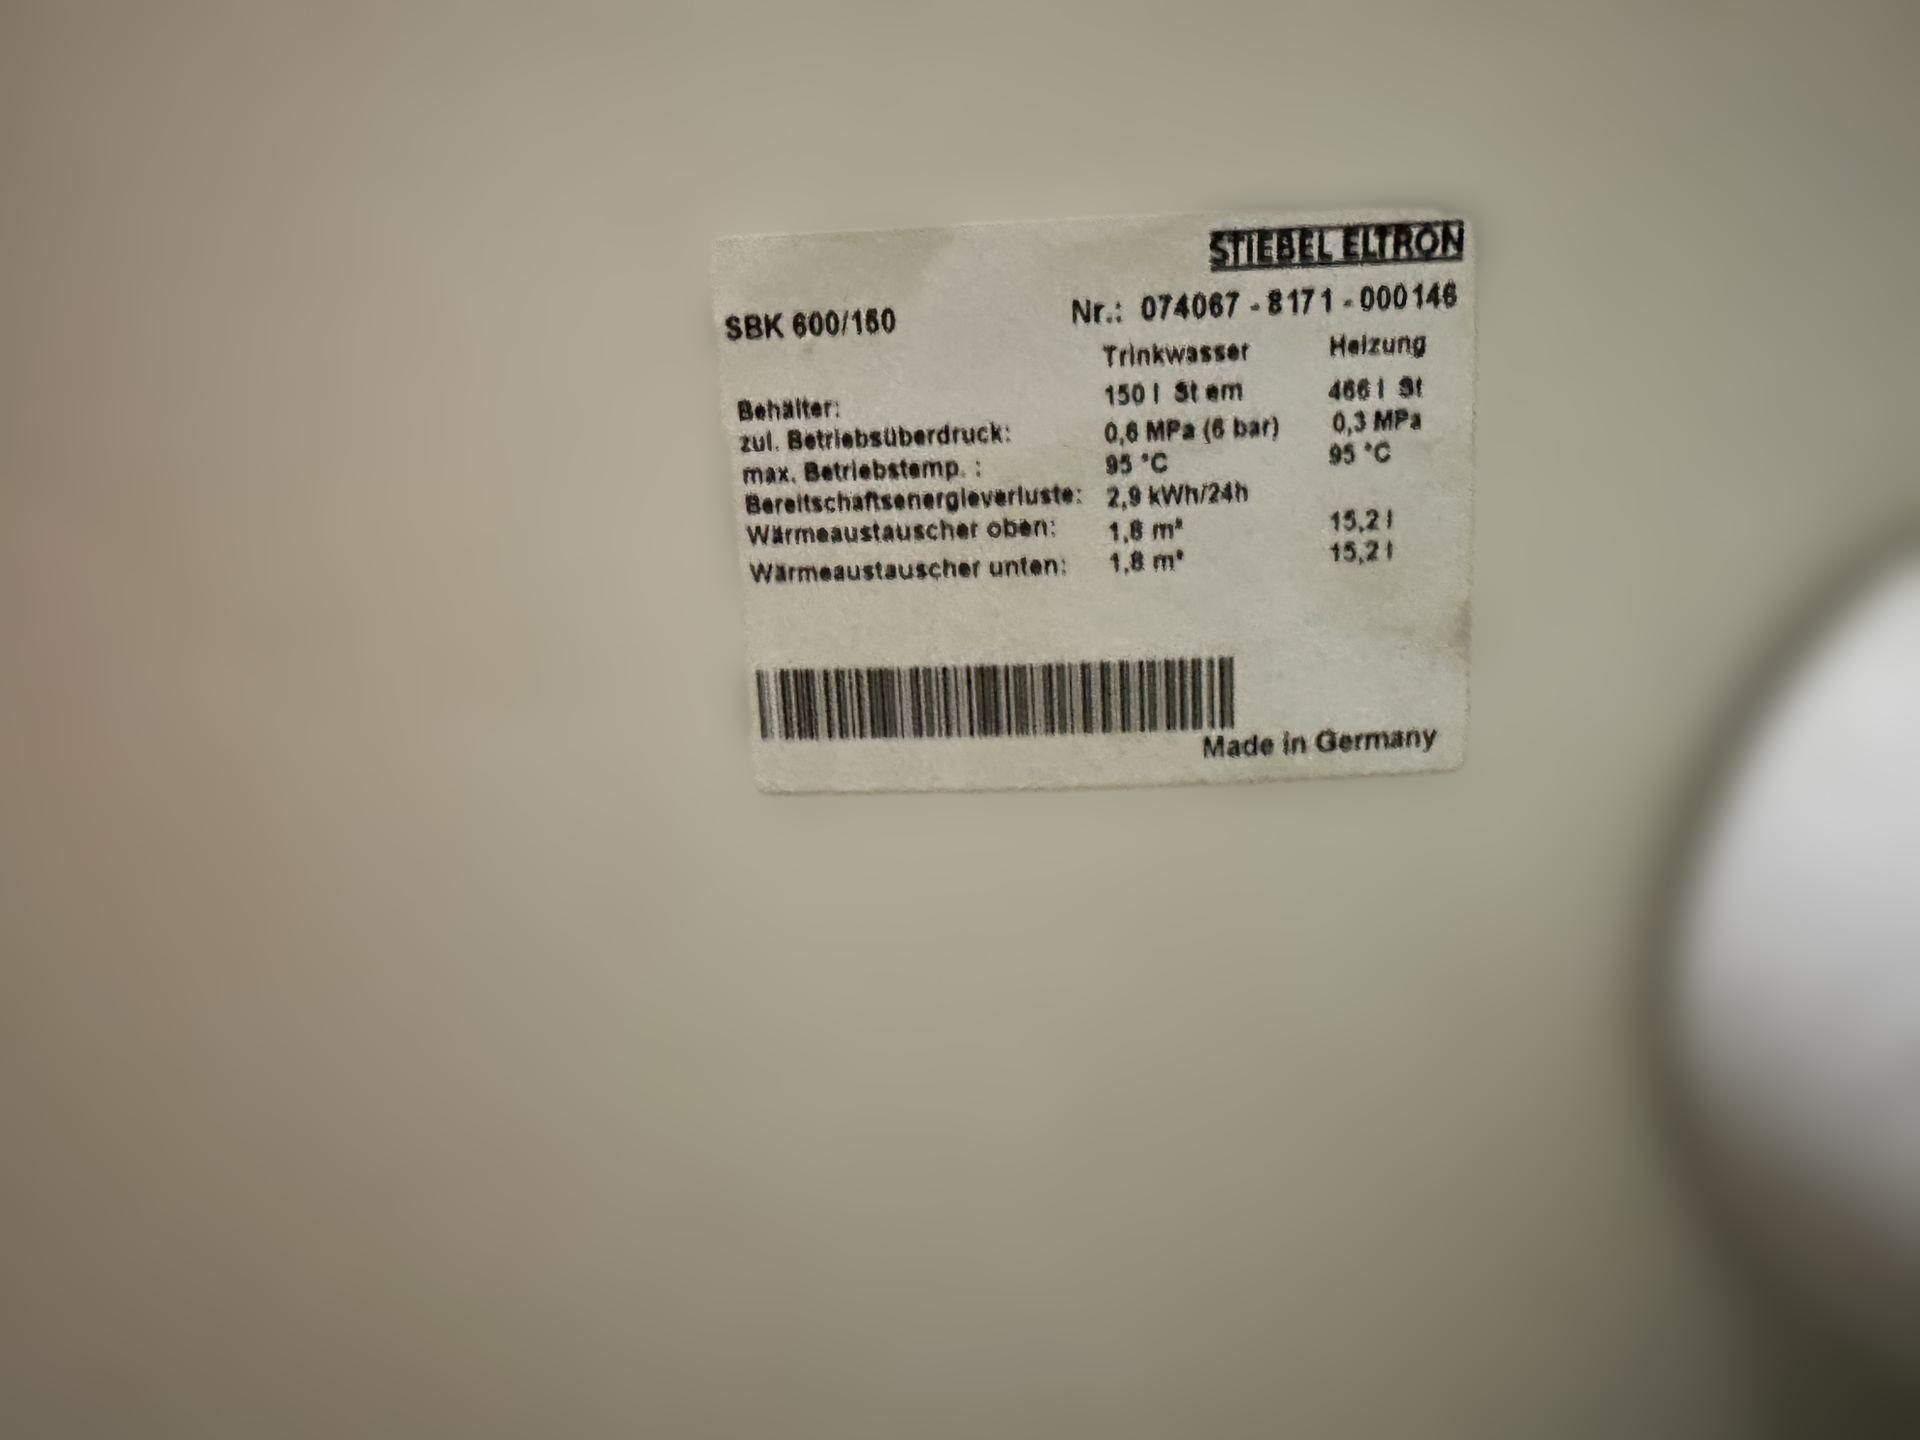 STIEBEL ELTRON
SBK 600/150 Nr.: 074067 - 8171 - 000146
Trinkwasser Heizung
Behälter: 150 l St em 466 l St
zul. Betriebsüberdruck: 0,6 MPa (6 bar) 0,3 MPa
max. Betriebstemp. : 95 °C 95 °C
Bereitschaftsenergieverluste: 2,9 kWh/24h
Wärmeaustauscher oben: 1,8 m² 15,2 l
Wärmeaustauscher unten: 1,8 m² 15,2 l
Made in Germany